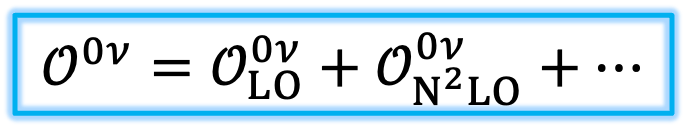 𝒪^{0ν} = 𝒪^{0ν}_{LO} + 𝒪^{0ν}_{N²LO} + ⋯